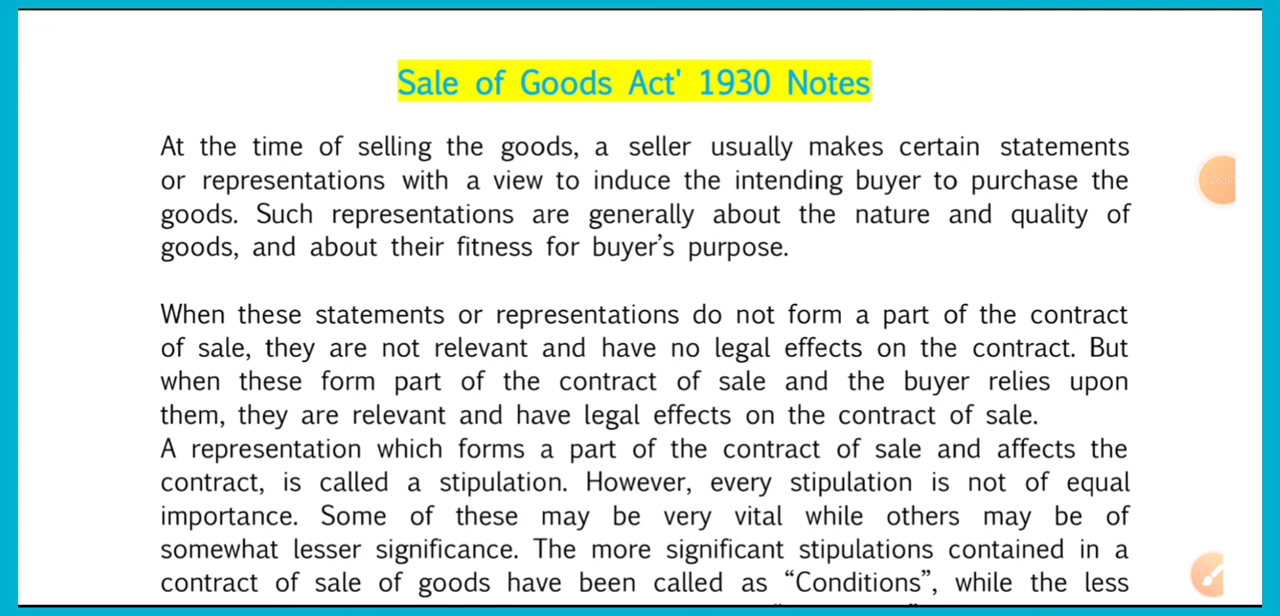 Sale of Goods Act' 1930 Notes
At the time of selling the goods, a seller usually makes certain statements
or representations with a view to induce the intending buyer to purchase the
goods. Such representations are generally about the nature and quality of
goods, and about their fitness for buyer’s purpose.
When these statements or representations do not form a part of the contract
of sale, they are not relevant and have no legal effects on the contract. But
when these form part of the contract of sale and the buyer relies upon
them, they are relevant and have legal effects on the contract of sale.
A representation which forms a part of the contract of sale and affects the
contract, is called a stipulation. However, every stipulation is not of equal
importance. Some of these may be very vital while others may be of
somewhat lesser significance. The more significant stipulations contained in a
contract of sale of goods have been called as “Conditions”, while the less